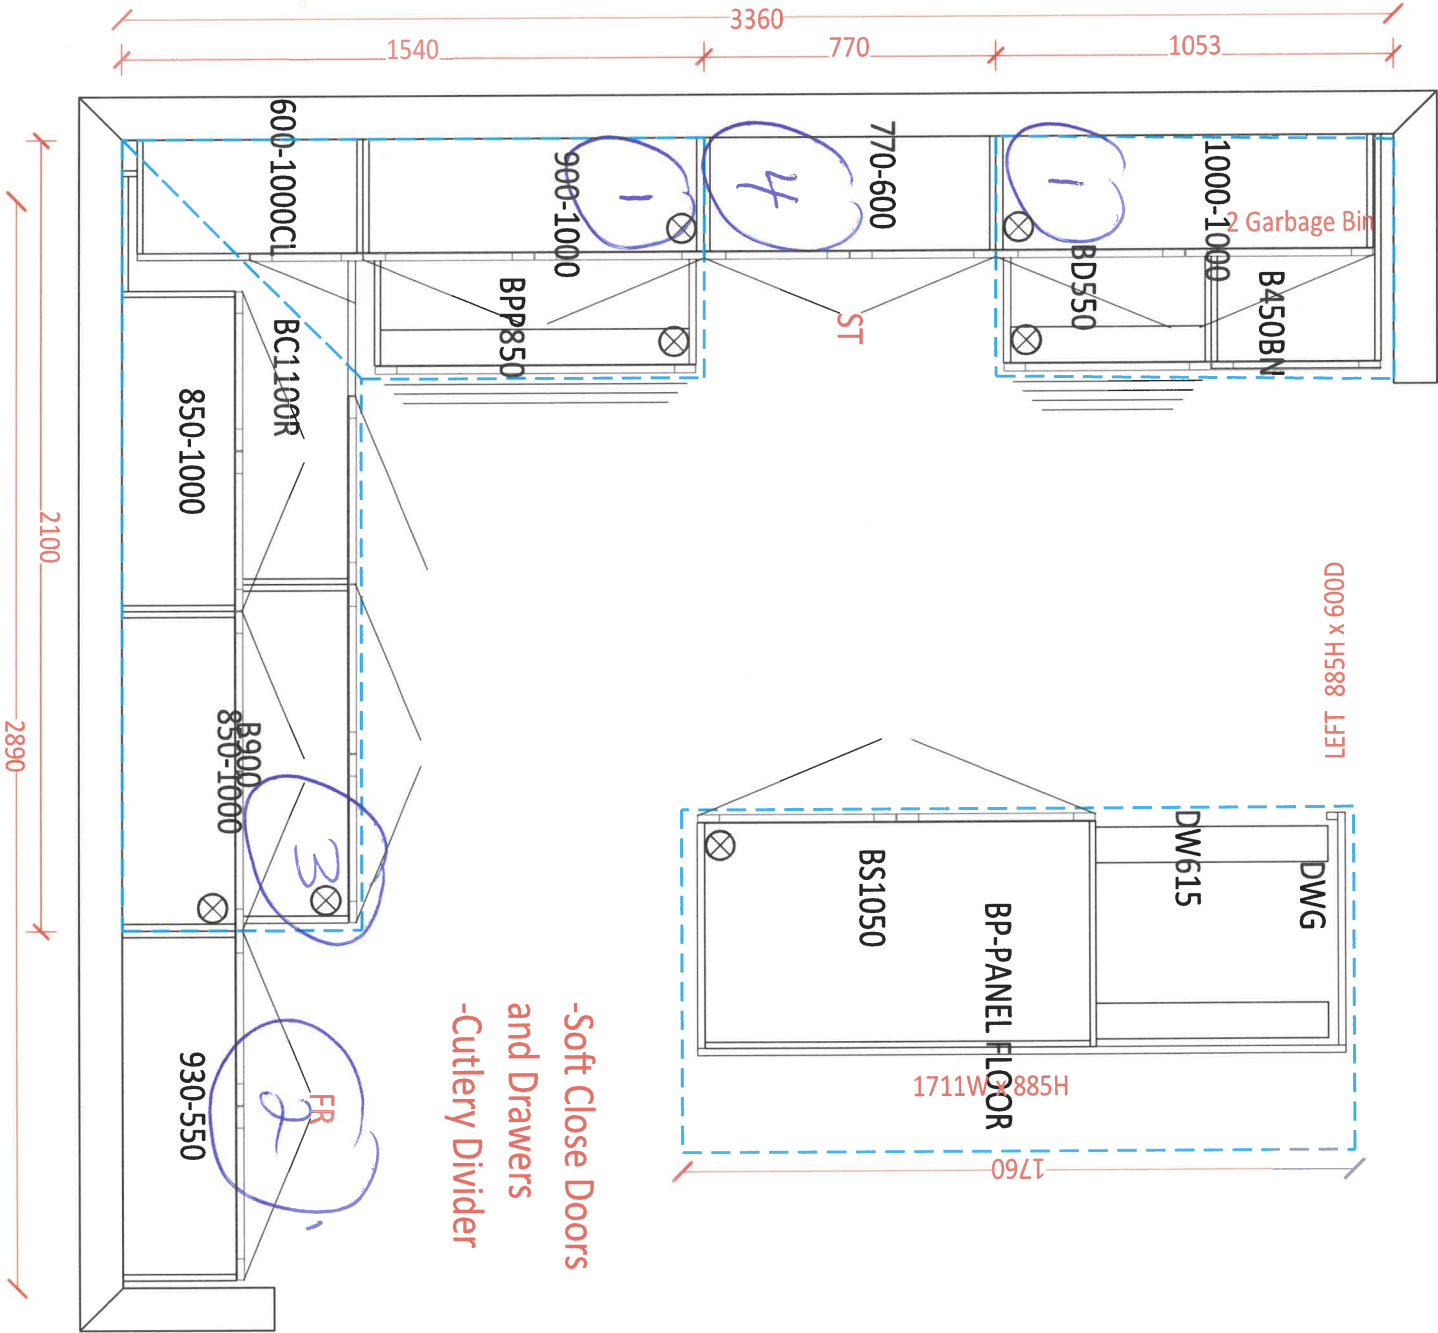 3360
1540
770
1053
600-1000CL
900-1000
1
4
770-600
1
1000-1000
2 Garbage Bin
BPP850
ST
BD550
B450BN
BC1100R
850-1000
2100
2890
B900
850-1000
3
930-550
2
FR
885H x 600D
LEFT
BS1050
DW615
DWG
BP-PANEL FLOOR
1711W x 885H
1760
-Soft Close Doors
and Drawers
-Cutlery Divider